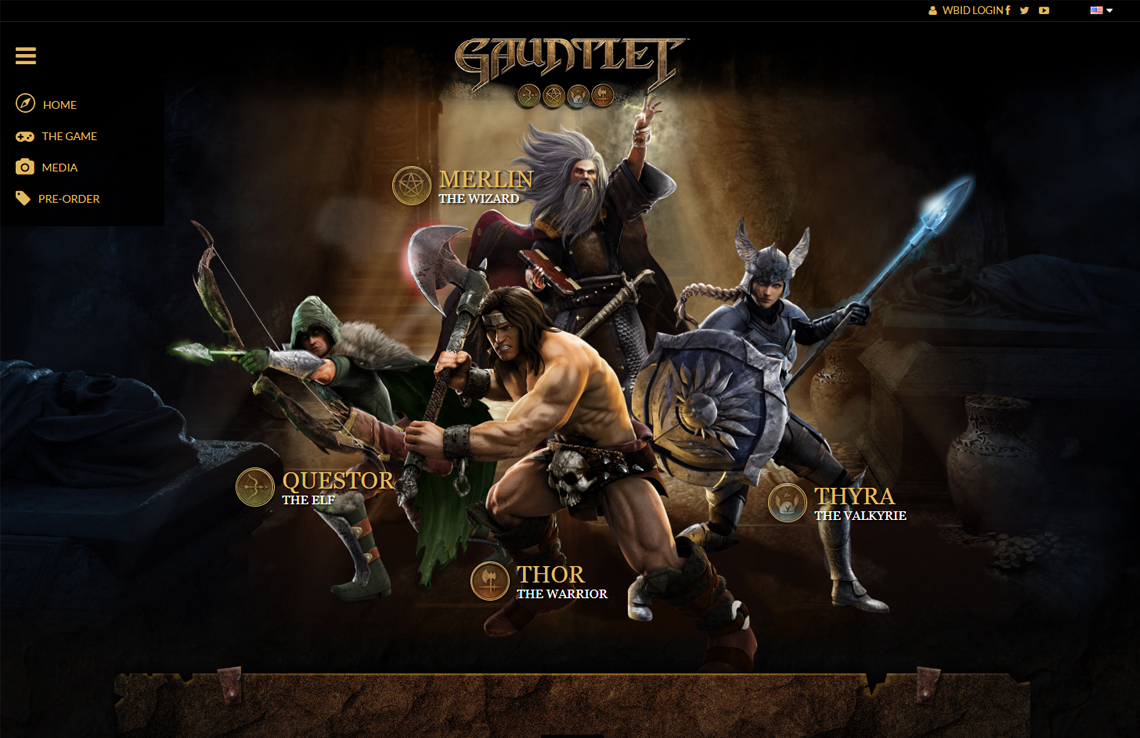 WBID LOGIN
GAUNTLET
HOME
THE GAME
MEDIA
PRE-ORDER
MERLIN
THE WIZARD
QUESTOR
THE ELF
THYRA
THE VALKYRIE
THOR
THE WARRIOR